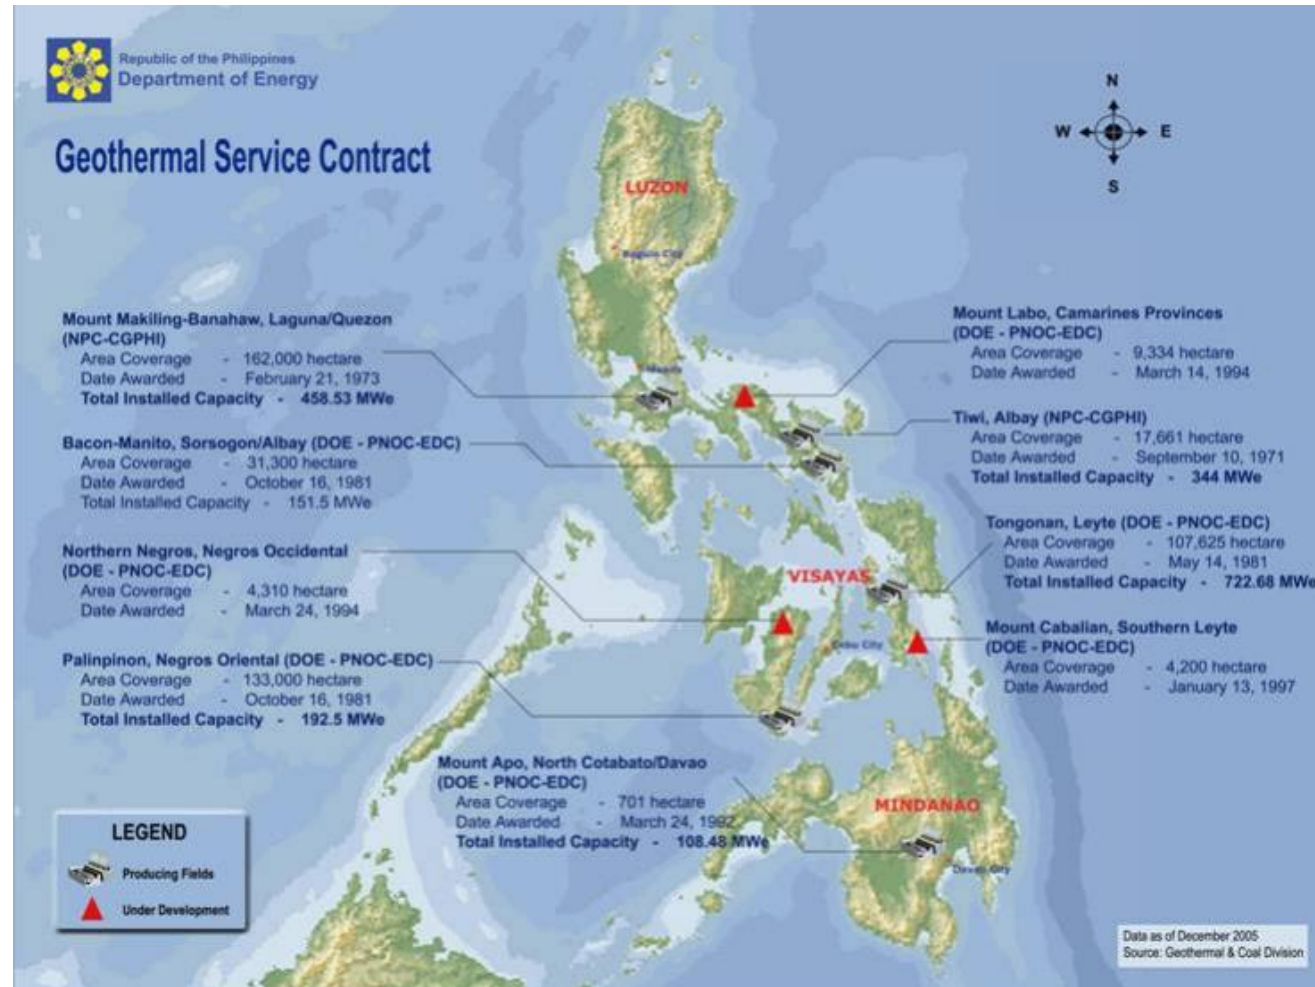 Republic of the Philippines
Department of Energy
Geothermal Service Contract
N
W E
S
LUZON
Baguio City
Mount Makiling-Banahaw, Laguna/Quezon
(NPC-CGPHI)
Area Coverage - 162,000 hectare
Date Awarded - February 21, 1973
Total Installed Capacity - 458.53 MWe
Bacon-Manito, Sorsogon/Albay (DOE - PNOC-EDC)
Area Coverage - 31,300 hectare
Date Awarded - October 16, 1981
Total Installed Capacity - 151.5 MWe
Northern Negros, Negros Occidental
(DOE - PNOC-EDC)
Area Coverage - 4,310 hectare
Date Awarded - March 24, 1994
Palinpinon, Negros Oriental (DOE - PNOC-EDC)
Area Coverage - 133,000 hectare
Date Awarded - October 16, 1981
Total Installed Capacity - 192.5 MWe
Manila
Mount Labo, Camarines Provinces
(DOE - PNOC-EDC)
Area Coverage - 9,334 hectare
Date Awarded - March 14, 1994
Tiwi, Albay (NPC-CGPHI)
Area Coverage - 17,661 hectare
Date Awarded - September 10, 1971
Total Installed Capacity - 344 MWe
Tongonan, Leyte (DOE - PNOC-EDC)
Area Coverage - 107,625 hectare
Date Awarded - May 14, 1981
Total Installed Capacity - 722.68 MWe
VISAYAS
Cebu City
Mount Cabalian, Southern Leyte
(DOE - PNOC-EDC)
Area Coverage - 4,200 hectare
Date Awarded - January 13, 1997
Mount Apo, North Cotabato/Davao
(DOE - PNOC-EDC)
Area Coverage - 701 hectare
Date Awarded - March 24, 1992
Total Installed Capacity - 108.48 MWe
MINDANAO
Davao City
LEGEND
Producing Fields
Under Development
Data as of December 2005
Source: Geothermal & Coal Division